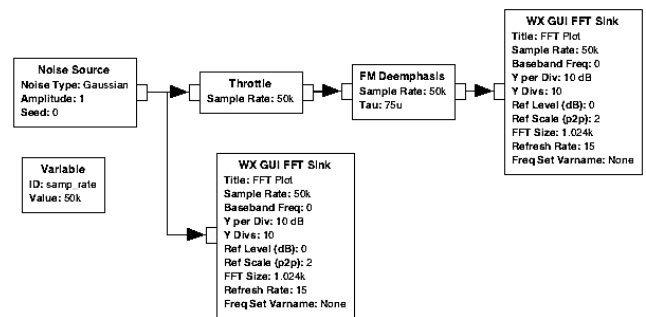 Noise Source
Noise Type: Gaussian
Amplitude: 1
Seed: 0
Throttle
Sample Rate: 50k
FM Deemphasis
Sample Rate: 50k
Tau: 75u
WX GUI FFT Sink
Title: FFT Plot
Sample Rate: 50k
Baseband Freq: 0
Y per Div: 10 dB
Y Divs: 10
Ref Level (dB): 0
Ref Scale (p2p): 2
FFT Size: 1.024k
Refresh Rate: 15
Freq Set Varname: None
Variable
ID: samp_rate
Value: 50k
WX GUI FFT Sink
Title: FFT Plot
Sample Rate: 50k
Baseband Freq: 0
Y per Div: 10 dB
Y Divs: 10
Ref Level (dB): 0
Ref Scale (p2p): 2
FFT Size: 1.024k
Refresh Rate: 15
Freq Set Varname: None